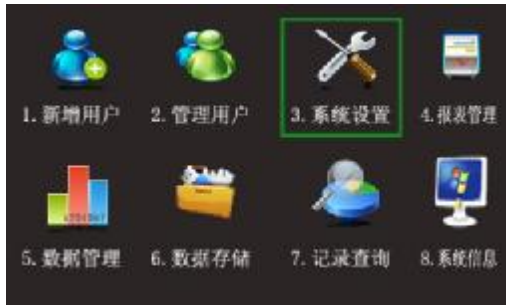 1. 新增用户 2. 管理用户 3. 系统设置 4. 报表管理
5. 数据管理 6. 数据存储 7. 记录查询 8. 系统信息